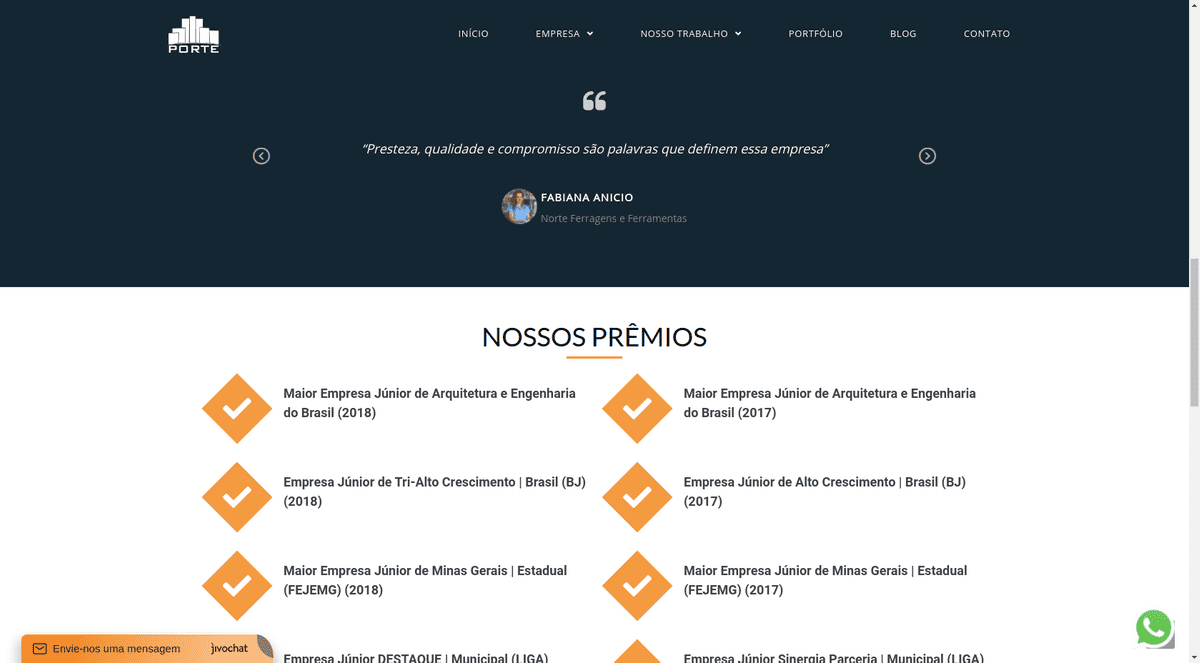 PORTE
INÍCIO
EMPRESA
NOSSO TRABALHO
PORTFÓLIO
BLOG
CONTATO
“Presteza, qualidade e compromisso são palavras que definem essa empresa”
FABIANA ANICIO
Norte Ferragens e Ferramentas
NOSSOS PRÊMIOS
Maior Empresa Júnior de Arquitetura e Engenharia
do Brasil (2018)
Maior Empresa Júnior de Arquitetura e Engenharia
do Brasil (2017)
Empresa Júnior de Tri-Alto Crescimento | Brasil (BJ)
(2018)
Empresa Júnior de Alto Crescimento | Brasil (BJ)
(2017)
Maior Empresa Júnior de Minas Gerais | Estadual
(FEJEMG) (2018)
Maior Empresa Júnior de Minas Gerais | Estadual
(FEJEMG) (2017)
Empresa Júnior DESTAQUE | Municipal (LIGA)
Empresa Júnior Sinergia Parceria | Municipal (LIGA)
Envie-nos uma mensagem
jivochat